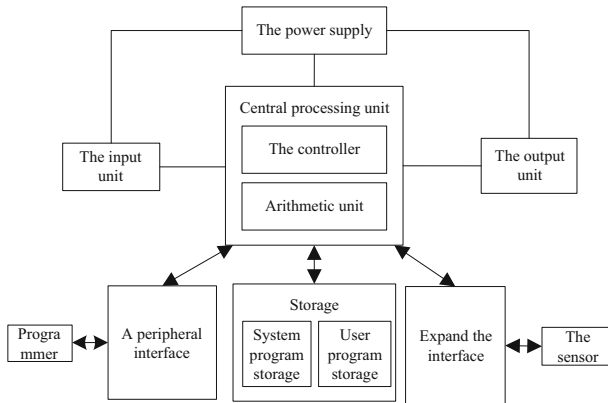 The power supply
Central processing unit
The controller
Arithmetic unit
The input
unit
The output
unit
Progra
mmer
A peripheral
interface
Storage
System
program
storage
User
program
storage
Expand the
interface
The
sensor